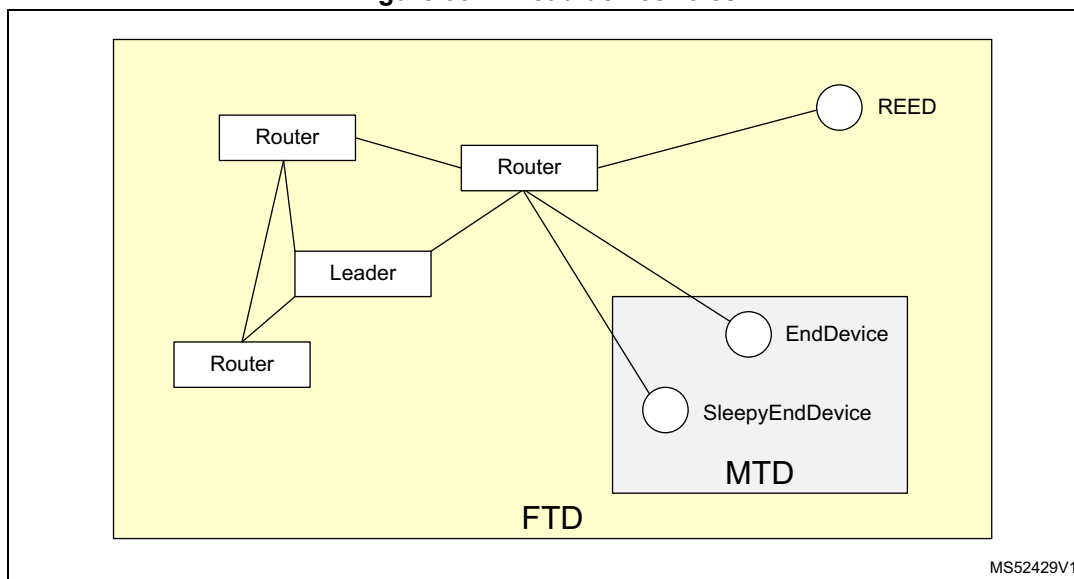 REED
Router
Router
Leader
EndDevice
Router
SleepyEndDevice
MTD
FTD
MS52429V1